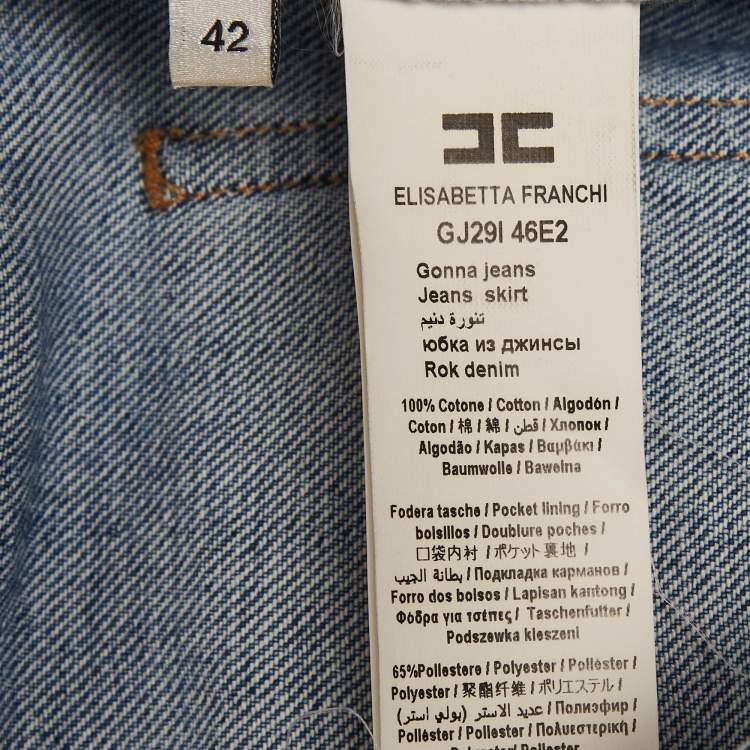 42
ELISABETTA FRANCHI
GJ29I 46E2
Gonna jeans
Jeans skirt
تنورة دنيم
юбка из джинсы
Rok denim
100% Cotone / Cotton / Algodón /
Coton / 棉 / 綿 / قطن / Хлопок /
Algodão / Kapas / Βαμβάκι /
Baumwolle / Bawełna
Fodera tasche / Pocket lining / Forro
bolsillos / Doublure poches /
口袋内衬 / ポケット裏地 /
بطانة الجيب / Подкладка карманов /
Forro dos bolsos / Lapisan kantong /
Φόδρα για τσέπες / Taschenfutter /
Podszewka kieszeni
65%Poliestere / Polyester / Poliéster /
Polyester / 聚酯纤维 / ポリエステル /
عديد الاستر (بولي استر) / Полиэфир /
Poliéster / Poliester / Πολυεστερική /
Polyester/ Poliester